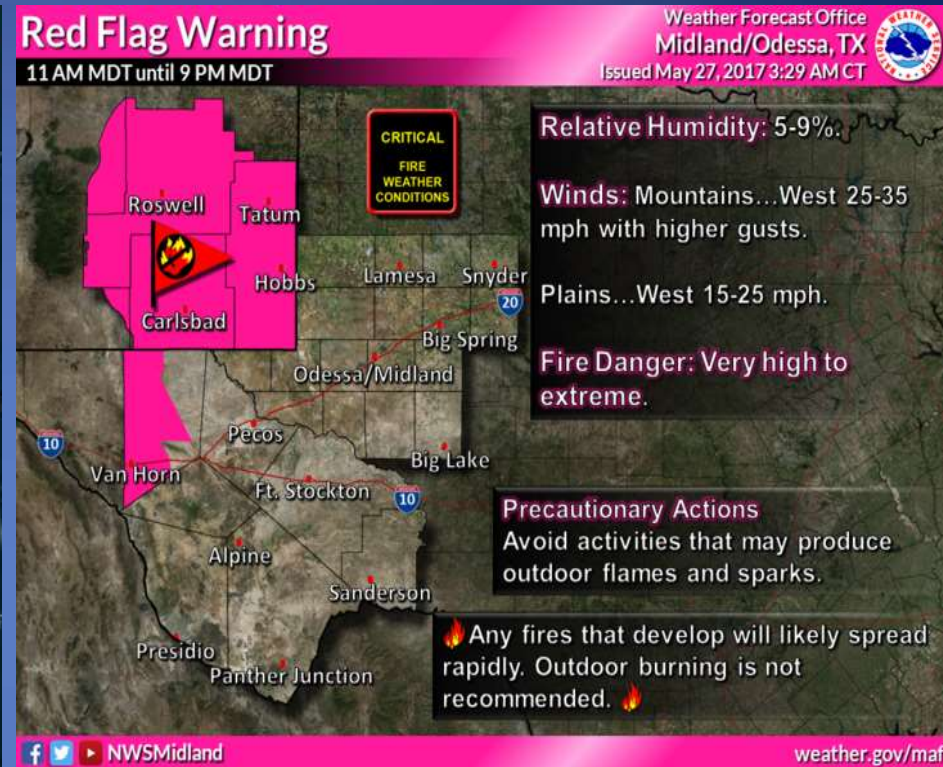 Red Flag Warning
11 AM MDT until 9 PM MDT
Weather Forecast Office
Midland/Odessa, TX
Issued May 27, 2017 3:29 AM CT
NATIONAL WEATHER SERVICE
CRITICAL
FIRE
WEATHER
CONDITIONS
Relative Humidity: 5-9%.
Winds: Mountains...West 25-35
mph with higher gusts.
Plains...West 15-25 mph.
Fire Danger: Very high to
extreme.
Roswell
Tatum
Hobbs
Carlsbad
Lamesa
Snyder
20
Big Spring
Odessa/Midland
Pecos
10
Van Horn
Big Lake
Ft. Stockton
10
Alpine
Sanderson
Presidio
Panther Junction
Precautionary Actions
Avoid activities that may produce
outdoor flames and sparks.
Any fires that develop will likely spread
rapidly. Outdoor burning is not
recommended.
NWSMidland
weather.gov/maf